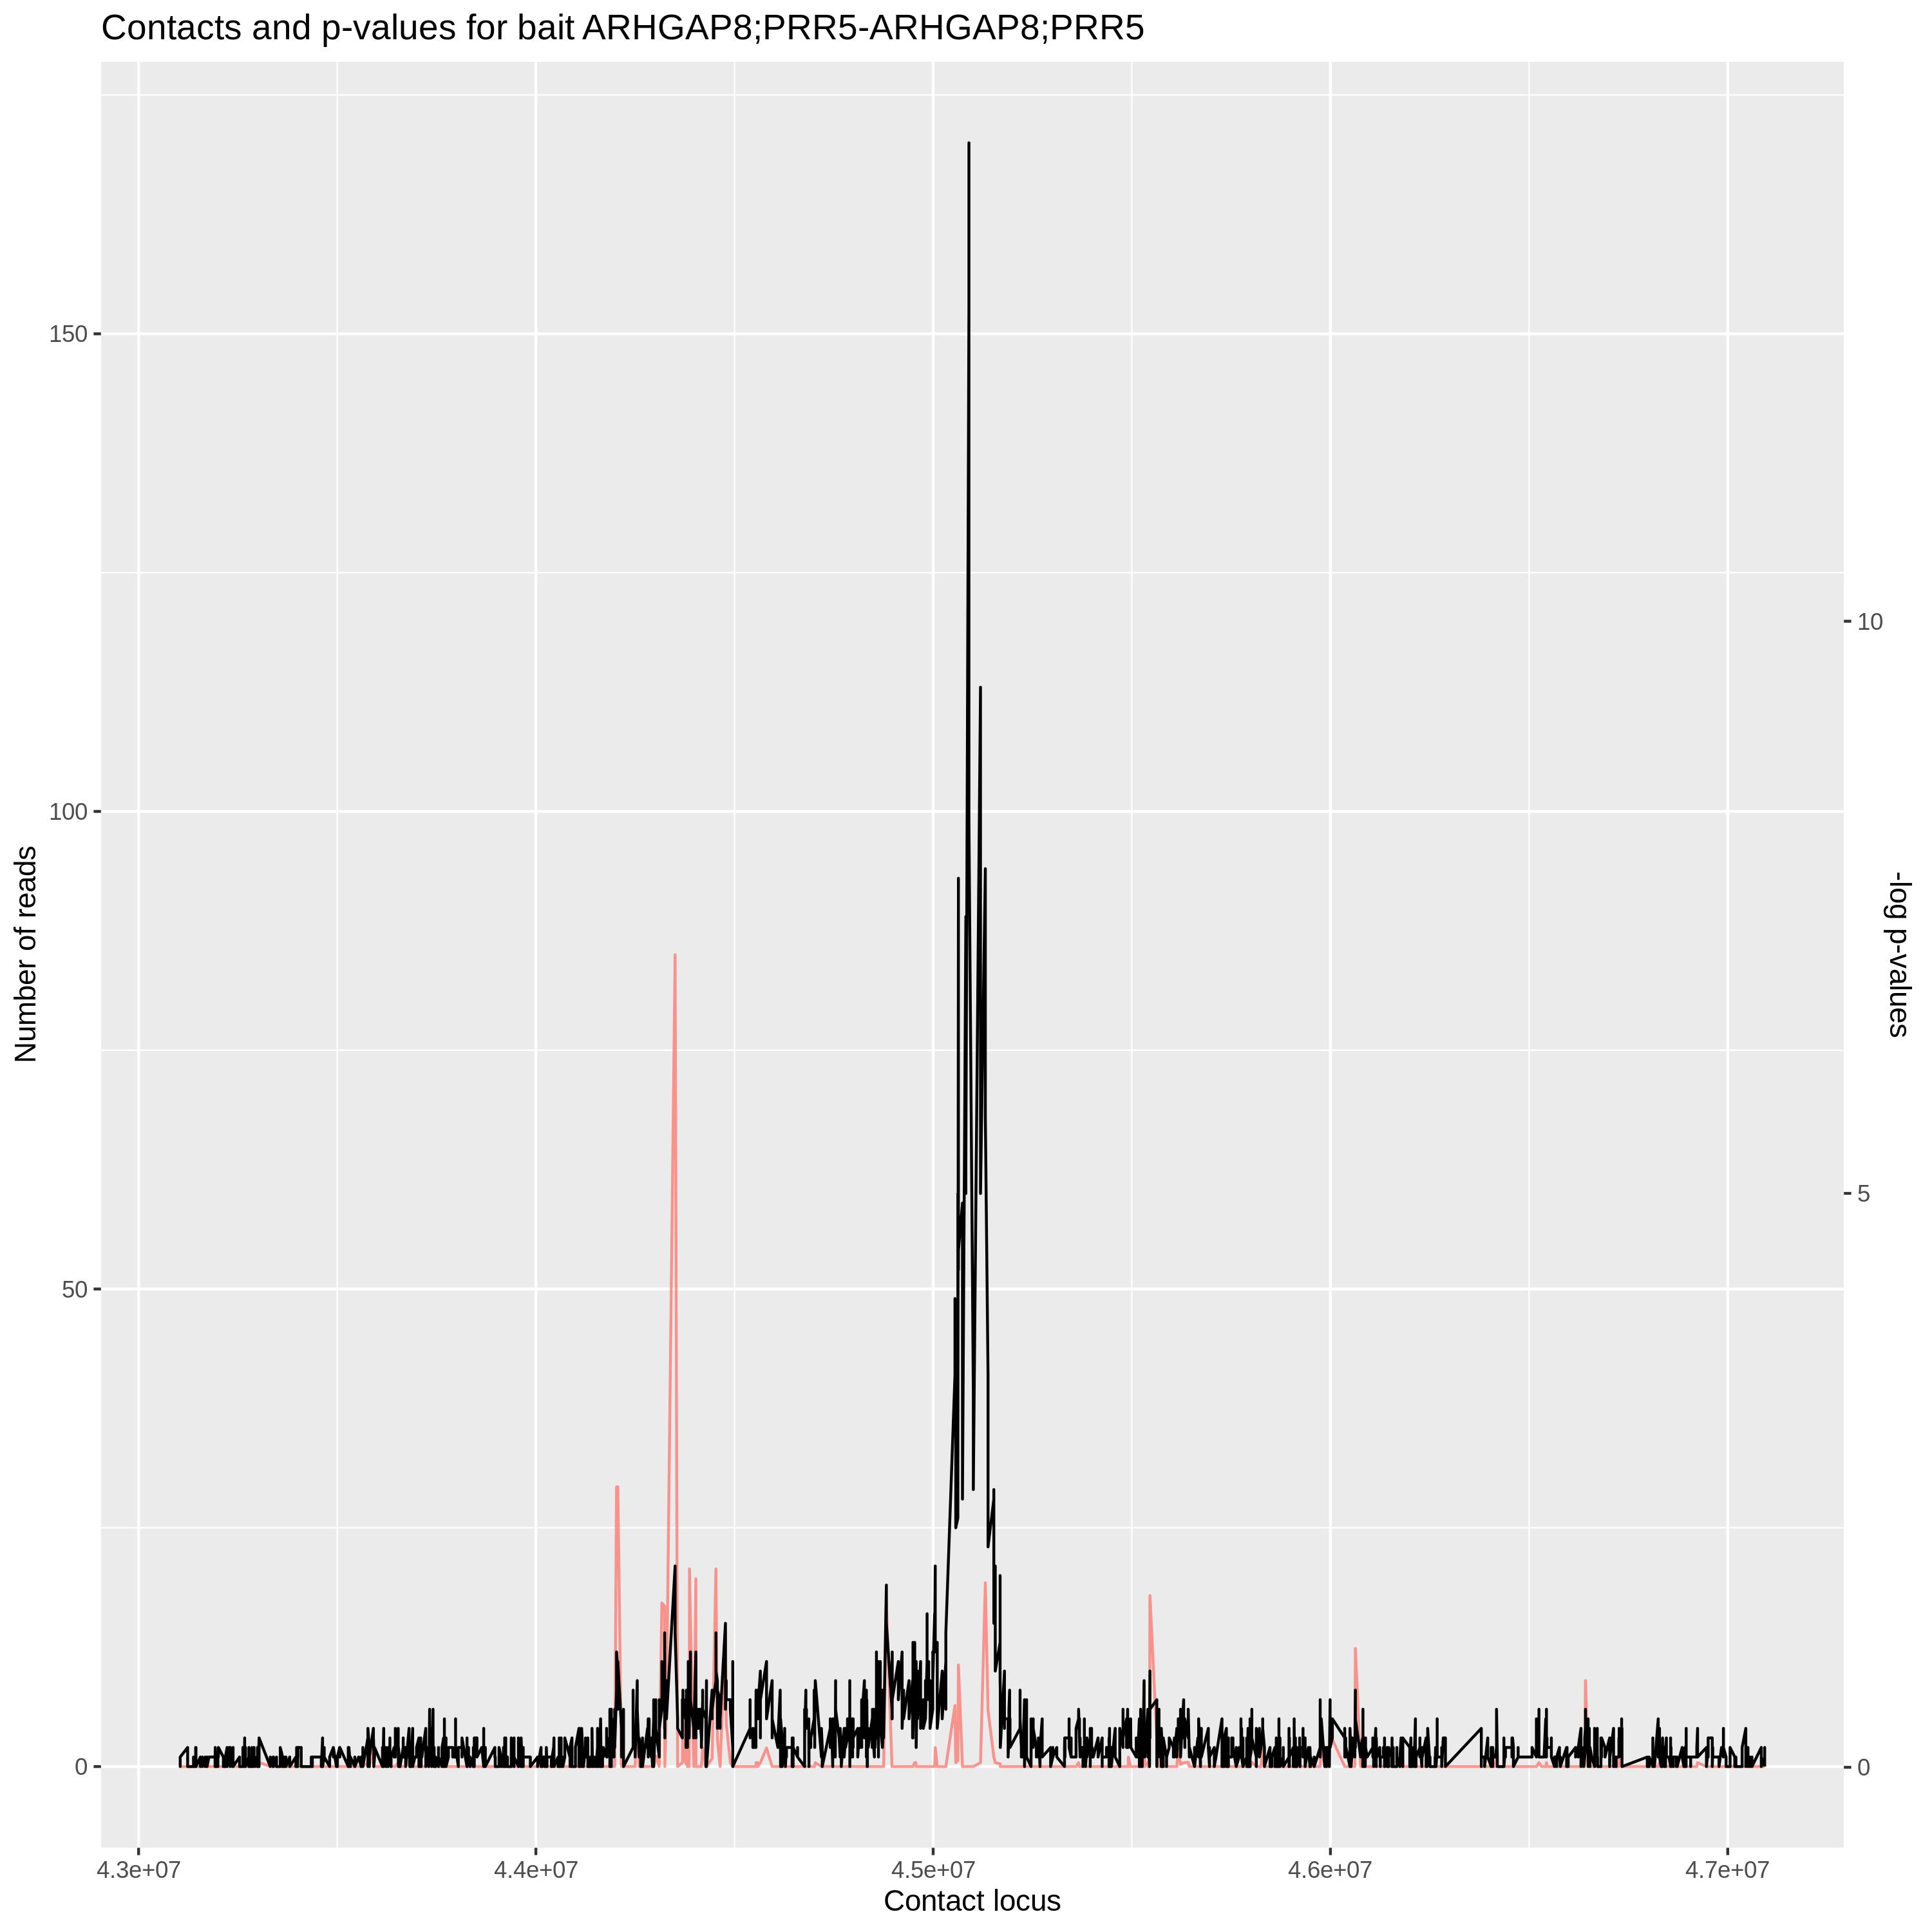 Contacts and p-values for bait ARHGAP8;PRR5-ARHGAP8;PRR5
150
100
50
0
Number of reads
10
5
0
-log p-values
4.3e+07
4.4e+07
4.5e+07
4.6e+07
4.7e+07
Contact locus